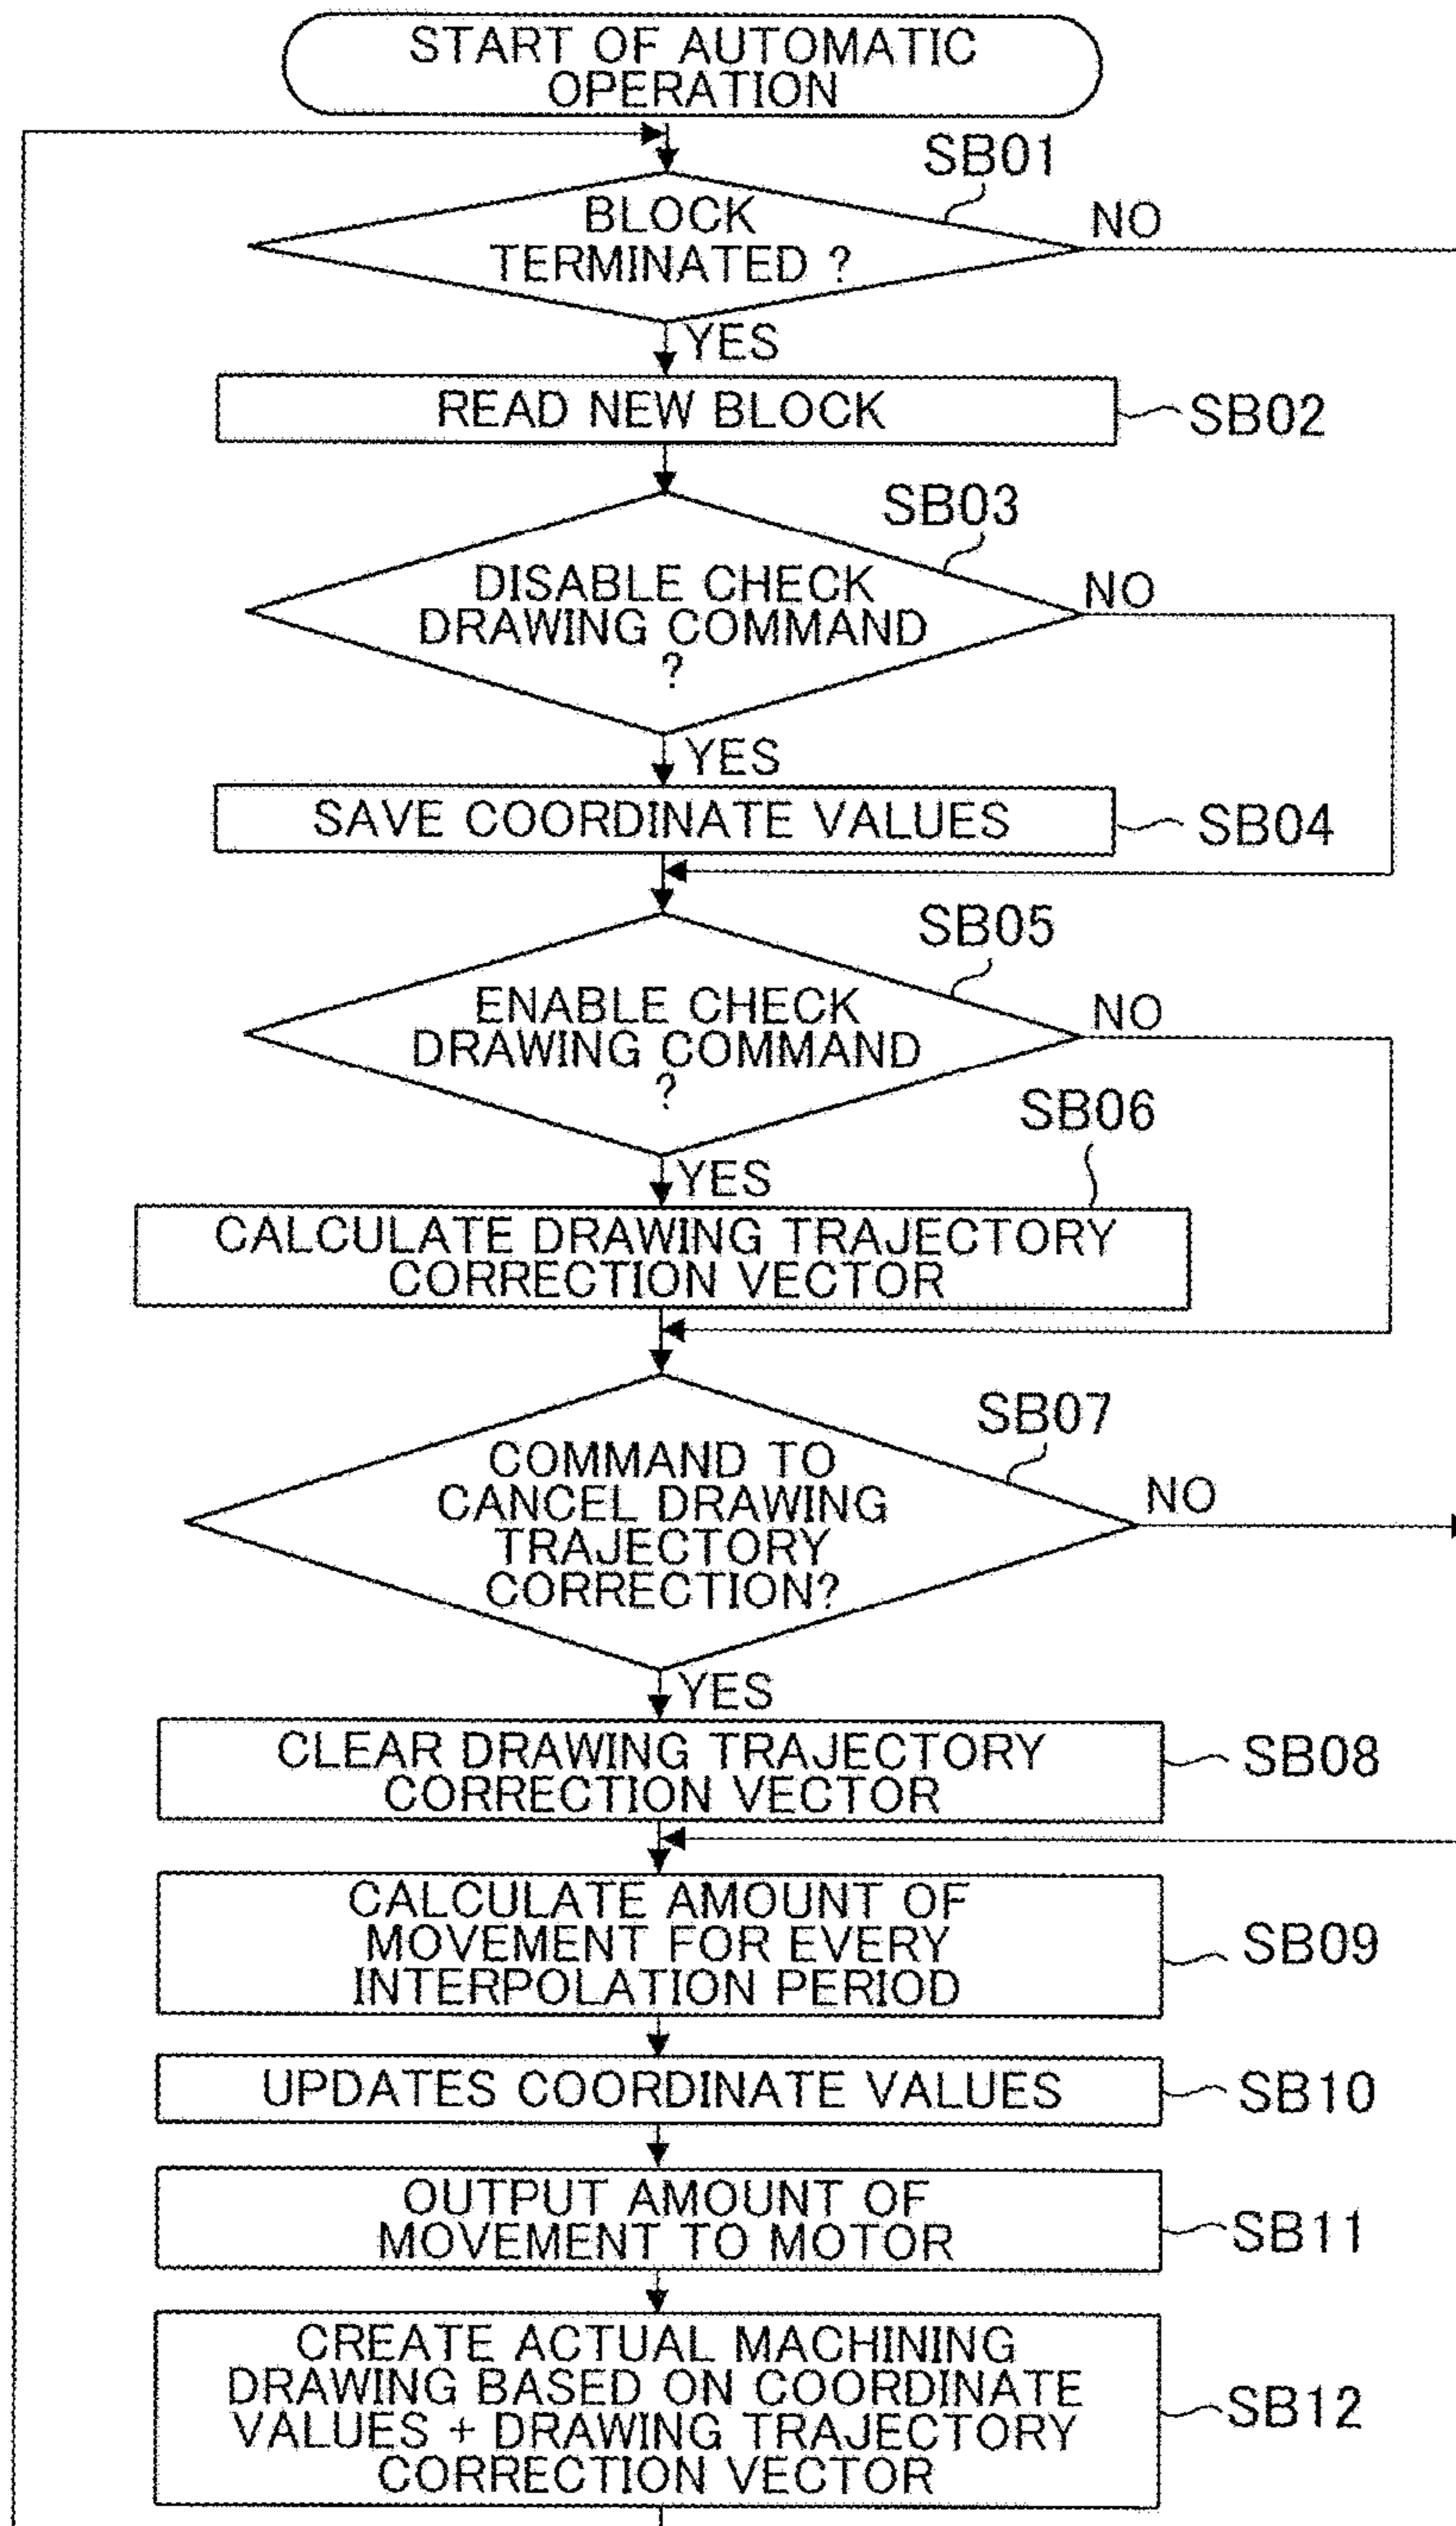 START OF AUTOMATIC
OPERATION
SB01
BLOCK
TERMINATED ?
NO
YES
READ NEW BLOCK
SB02
SB03
DISABLE CHECK
DRAWING COMMAND
?
NO
YES
SAVE COORDINATE VALUES
SB04
SB05
ENABLE CHECK
DRAWING COMMAND
?
NO
SB06
YES
CALCULATE DRAWING TRAJECTORY
CORRECTION VECTOR
SB07
COMMAND TO
CANCEL DRAWING
TRAJECTORY
CORRECTION?
NO
YES
CLEAR DRAWING TRAJECTORY
CORRECTION VECTOR
SB08
CALCULATE AMOUNT OF
MOVEMENT FOR EVERY
INTERPOLATION PERIOD
SB09
UPDATES COORDINATE VALUES
SB10
OUTPUT AMOUNT OF
MOVEMENT TO MOTOR
SB11
CREATE ACTUAL MACHINING
DRAWING BASED ON COORDINATE
VALUES + DRAWING TRAJECTORY
CORRECTION VECTOR
SB12